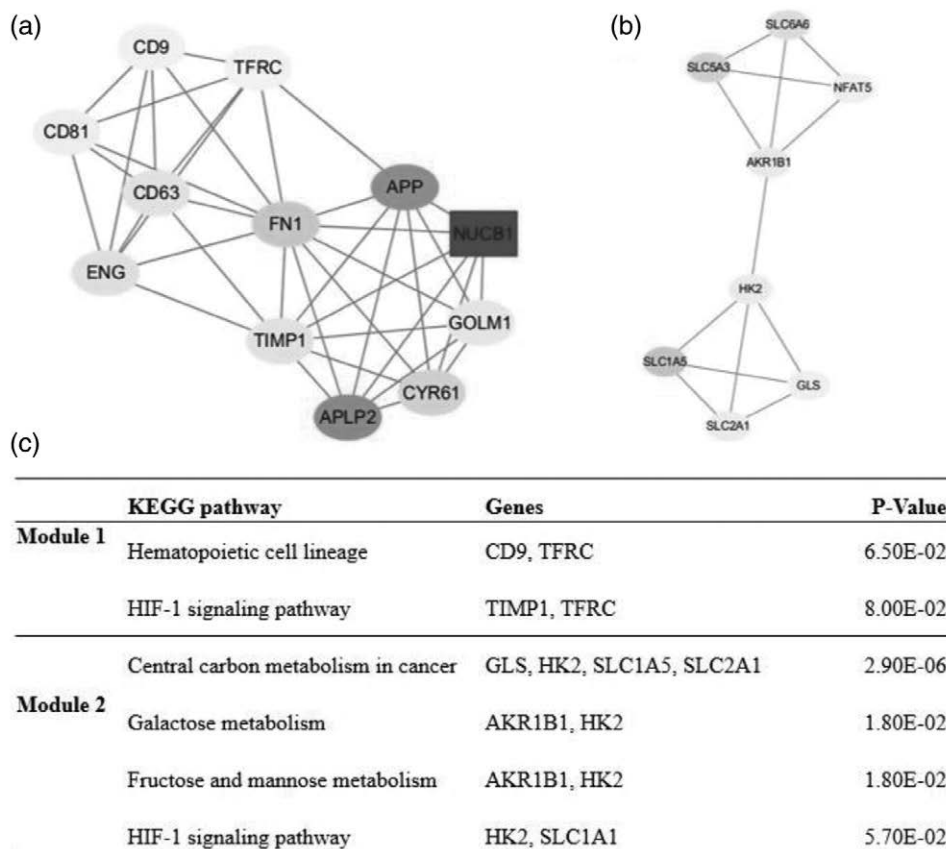 (a)
CD9
TFRC
CD81
CD63
APP
FN1
NUCB1
ENG
GOLM1
TIMP1
CYR61
APLP2
(b)
SLC6A6
SLC5A3
NFAT5
AKR1B1
HK2
SLC1A5
GLS
SLC2A1
(c)
KEGG pathway Genes P-Value
Module 1
Hematopoietic cell lineage CD9, TFRC 6.50E-02
HIF-1 signaling pathway TIMP1, TFRC 8.00E-02
Central carbon metabolism in cancer GLS, HK2, SLC1A5, SLC2A1 2.90E-06
Module 2
Galactose metabolism AKR1B1, HK2 1.80E-02
Fructose and mannose metabolism AKR1B1, HK2 1.80E-02
HIF-1 signaling pathway HK2, SLC1A1 5.70E-02